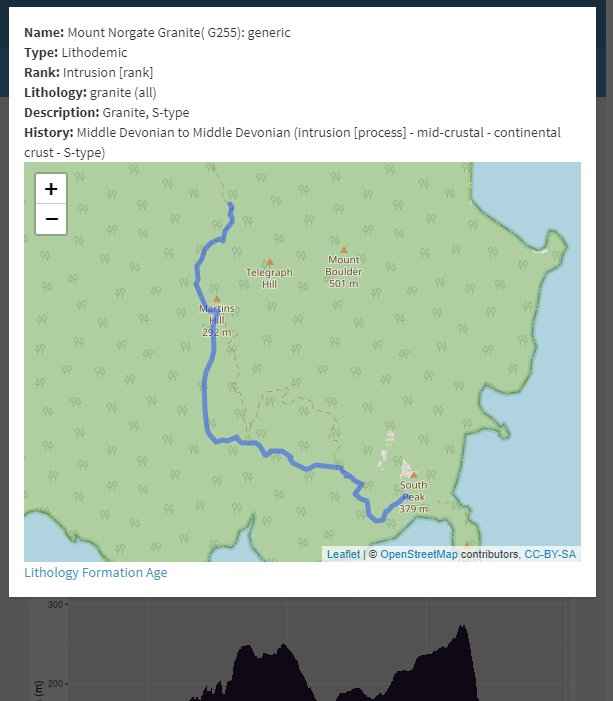 Name: Mount Norgate Granite( G255): generic
Type: Lithodemic
Rank: Intrusion [rank]
Lithology: granite (all)
Description: Granite, S-type
History: Middle Devonian to Middle Devonian (intrusion [process] - mid-crustal - continental
crust - S-type)
+
−
Telegraph
Hill
Mount
Boulder
501 m
Martins
Hill
292 m
South
Peak
379 m
Leaflet | © OpenStreetMap contributors, CC-BY-SA
Lithology Formation Age
300
200
(m)